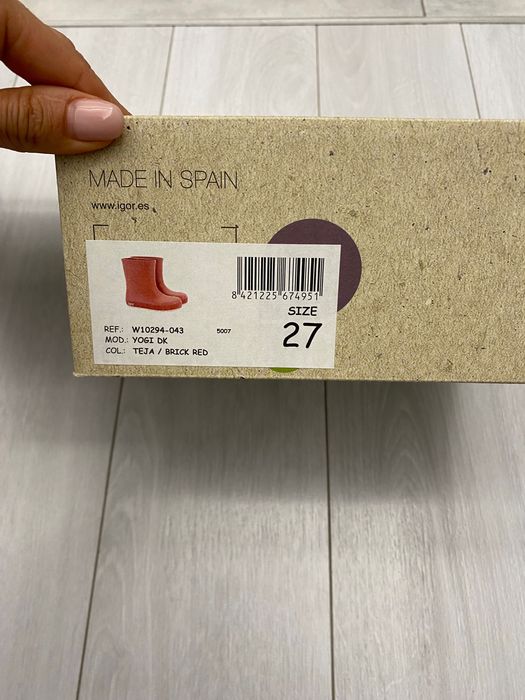 MADE IN SPAIN
www.igor.es
8 421225 674951
SIZE
27
REF.: W10294-043 5007
MOD.: YOGI DK
COL.: TEJA / BRICK RED